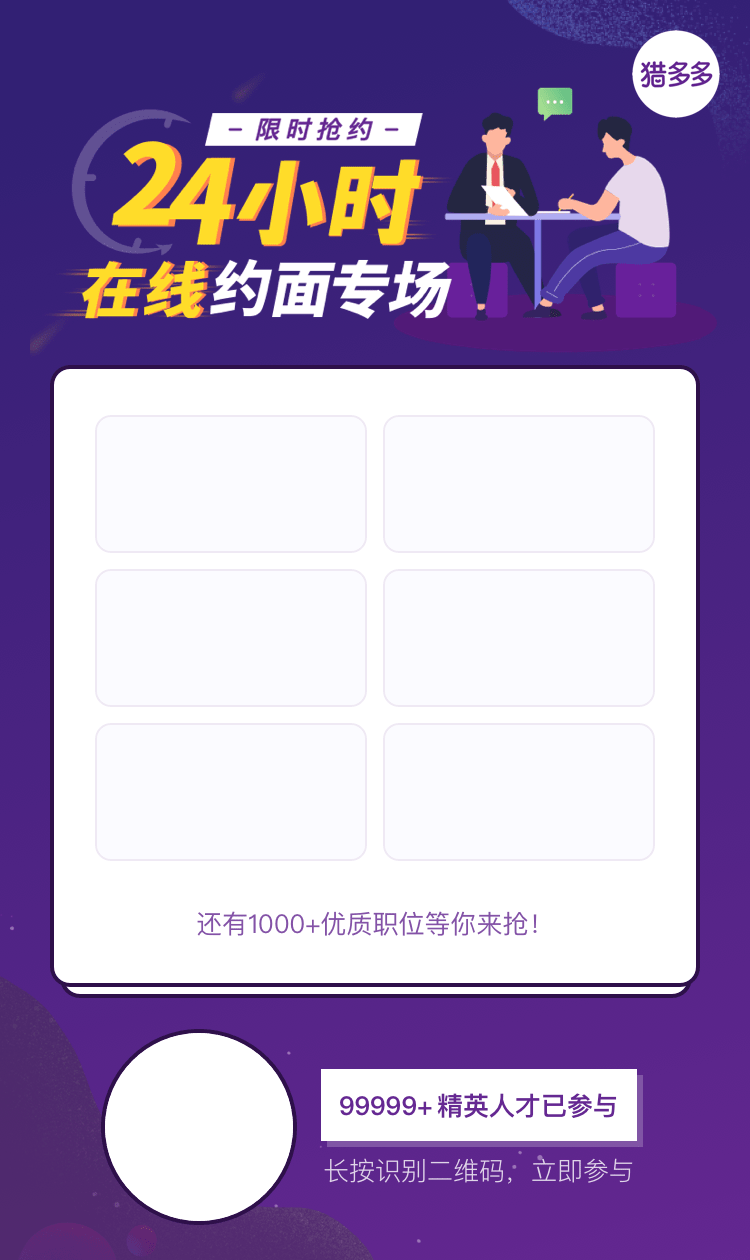 猎多多
- 限时抢约 -
24小时
在线约面专场
还有1000+优质职位等你来抢！
99999+ 精英人才已参与
长按识别二维码，立即参与